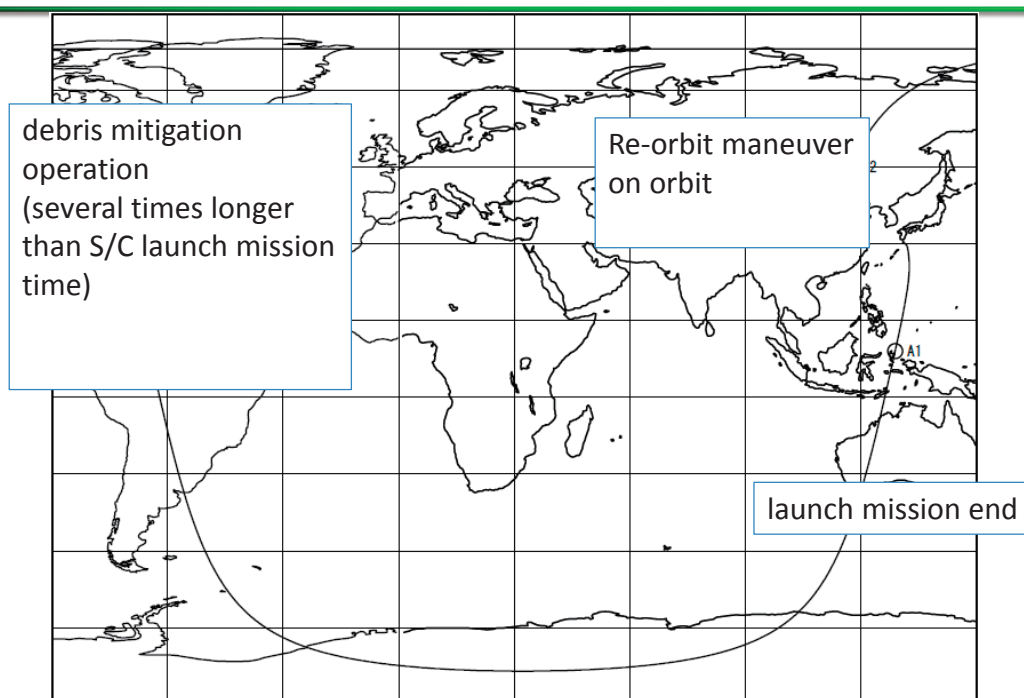 debris mitigation
operation
(several times longer
than S/C launch mission
time)
Re-orbit maneuver
on orbit
2
A1
launch mission end